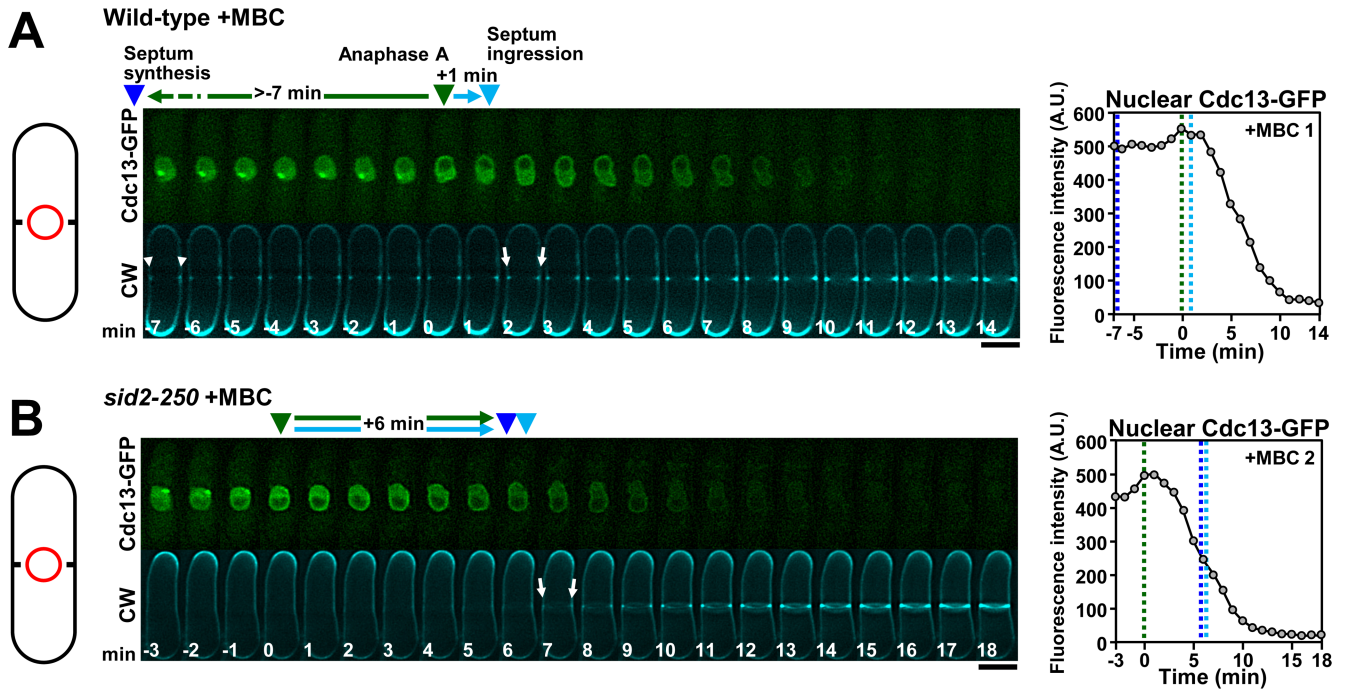 A
Wild-type +MBC
Septum synthesis
Anaphase A
Septum ingression
+1 min
>-7 min
Cdc13-GFP
CW
min -7 -6 -5 -4 -3 -2 -1 0 1 2 3 4 5 6 7 8 9 10 11 12 13 14
Nuclear Cdc13-GFP
+MBC 1
Fluorescence intensity (A.U.)
600
500
400
300
200
100
0
-7 -5 0 5 10 14
Time (min)
B
sid2-250 +MBC
+6 min
Cdc13-GFP
CW
min -3 -2 -1 0 1 2 3 4 5 6 7 8 9 10 11 12 13 14 15 16 17 18
Nuclear Cdc13-GFP
+MBC 2
Fluorescence intensity (A.U.)
600
500
400
300
200
100
0
-3 0 5 10 15 18
Time (min)